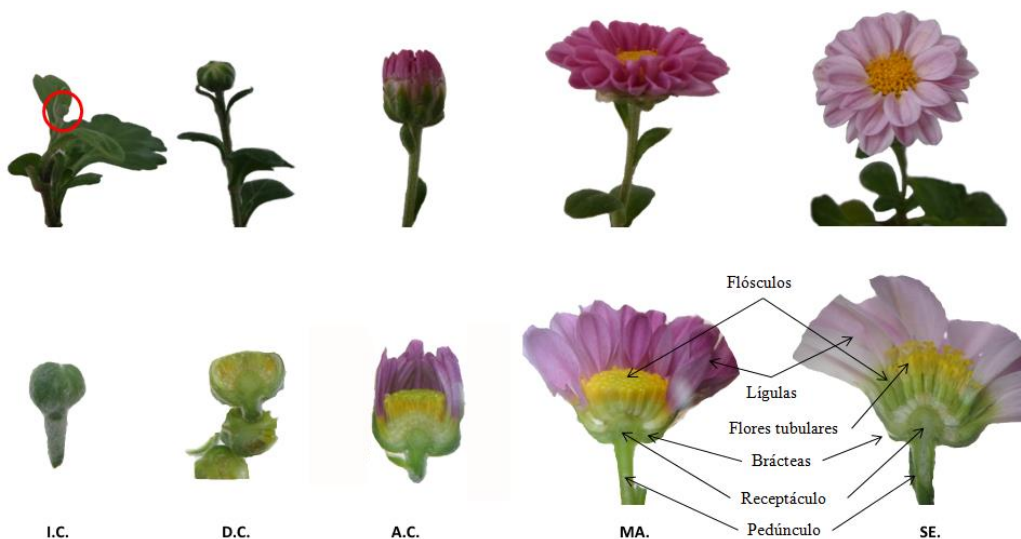 Flósculos
Lígulas
Flores tubulares
Brácteas
Receptáculo
Pedúnculo
I.C.
D.C.
A.C.
MA.
SE.